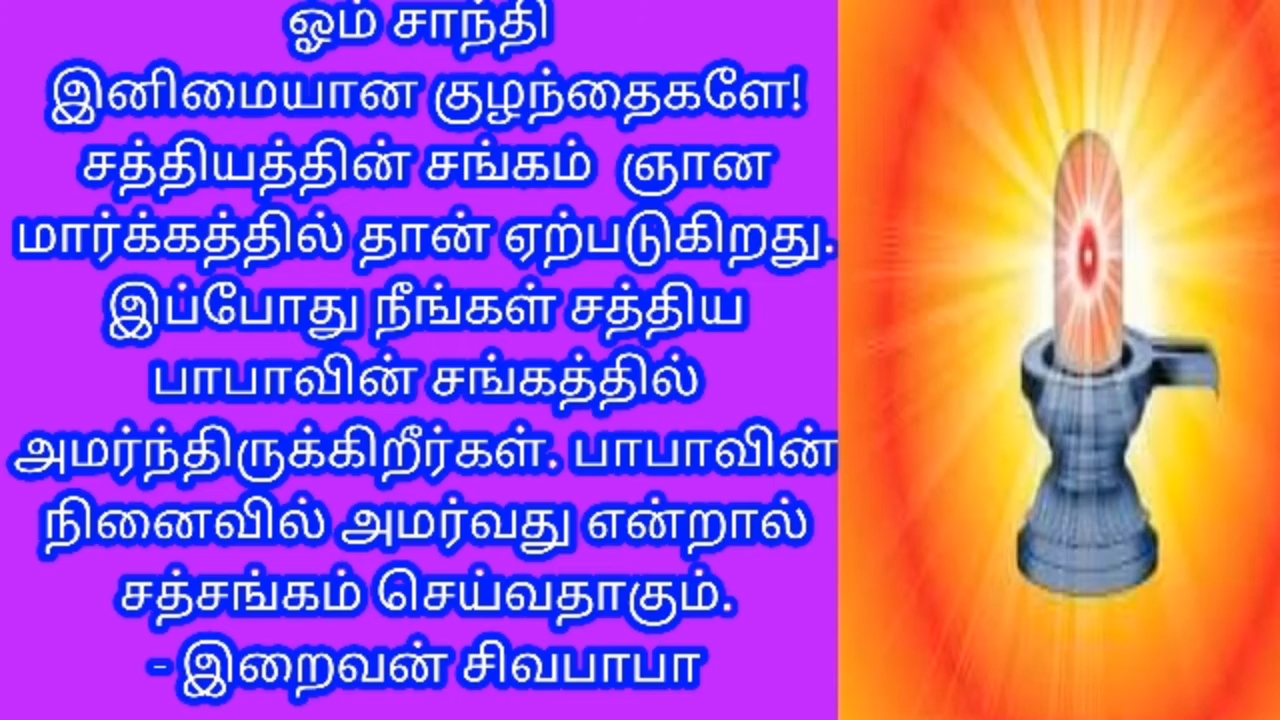 ஓம் சாந்தி
இனிமையான குழந்தைகளே!
சத்தியத்தின் சங்கம் ஞான
மார்க்கத்தில் தான் ஏற்படுகிறது.
இப்போது நீங்கள் சத்திய
பாபாவின் சங்கத்தில்
அமர்ந்திருக்கிறீர்கள். பாபாவின்
நினைவில் அமர்வது என்றால்
சத்சங்கம் செய்வதாகும்.
- இறைவன் சிவபாபா